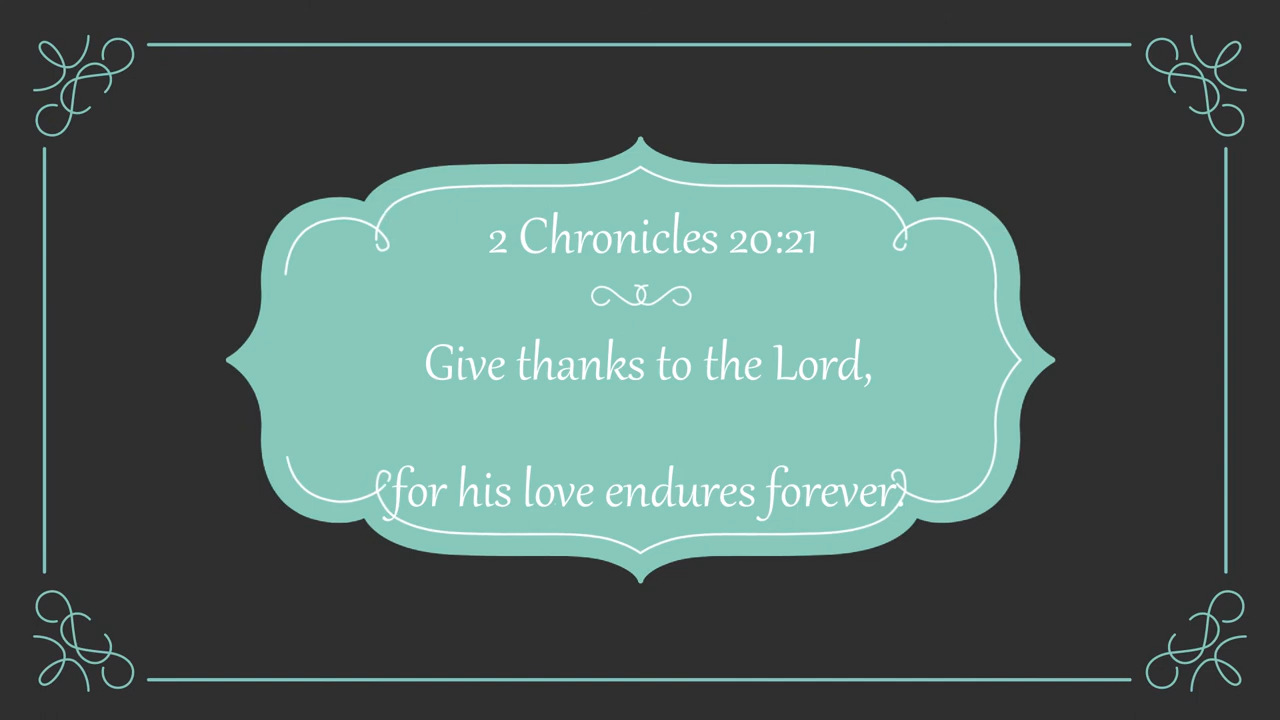 2 Chronicles 20:21
Give thanks to the Lord,
for his love endures forever.